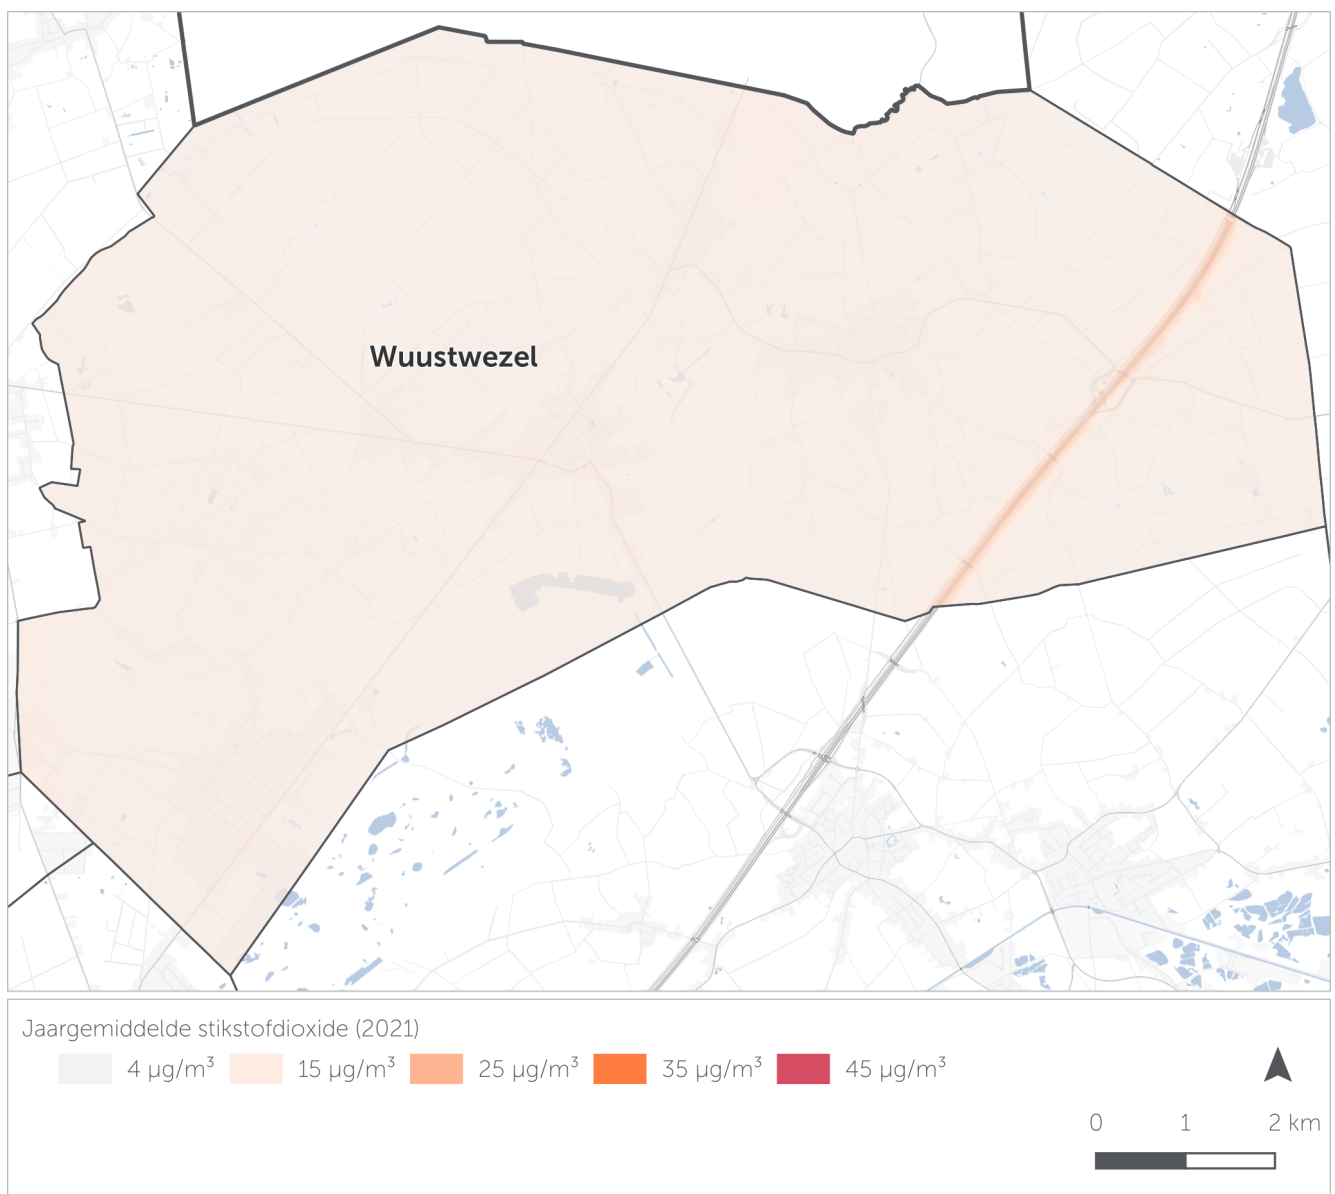 Wuustwezel
Jaargemiddelde stikstofdioxide (2021)
4 µg/m³ 15 µg/m³ 25 µg/m³ 35 µg/m³ 45 µg/m³
0 1 2 km